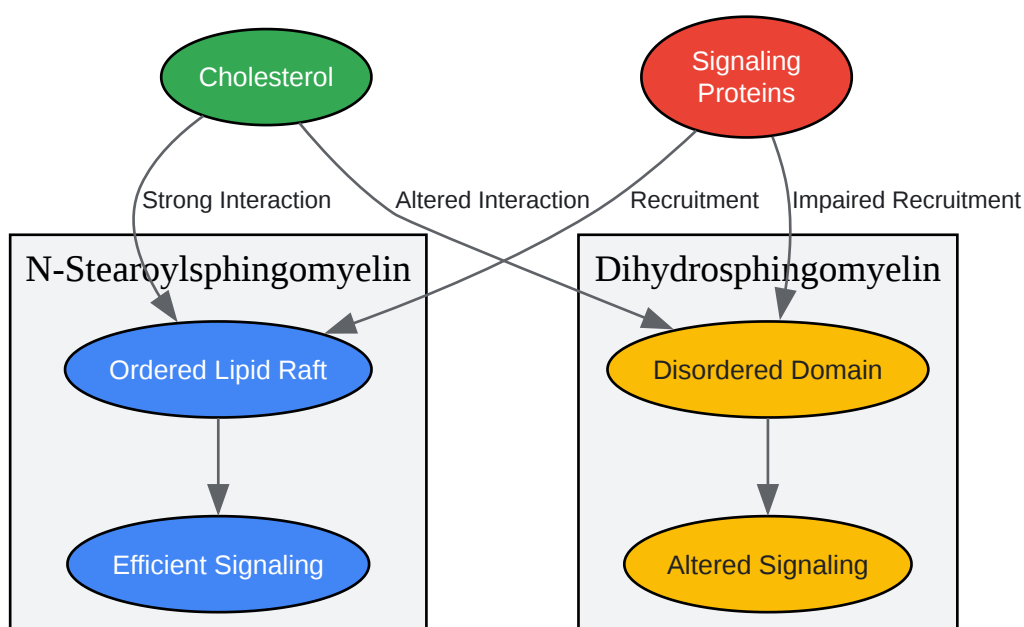 Cholesterol
Signaling
Proteins
Strong Interaction
Altered Interaction
Recruitment
Impaired Recruitment
N-Stearoylsphingomyelin
Dihydrosphingomyelin
Ordered Lipid Raft
Disordered Domain
Efficient Signaling
Altered Signaling